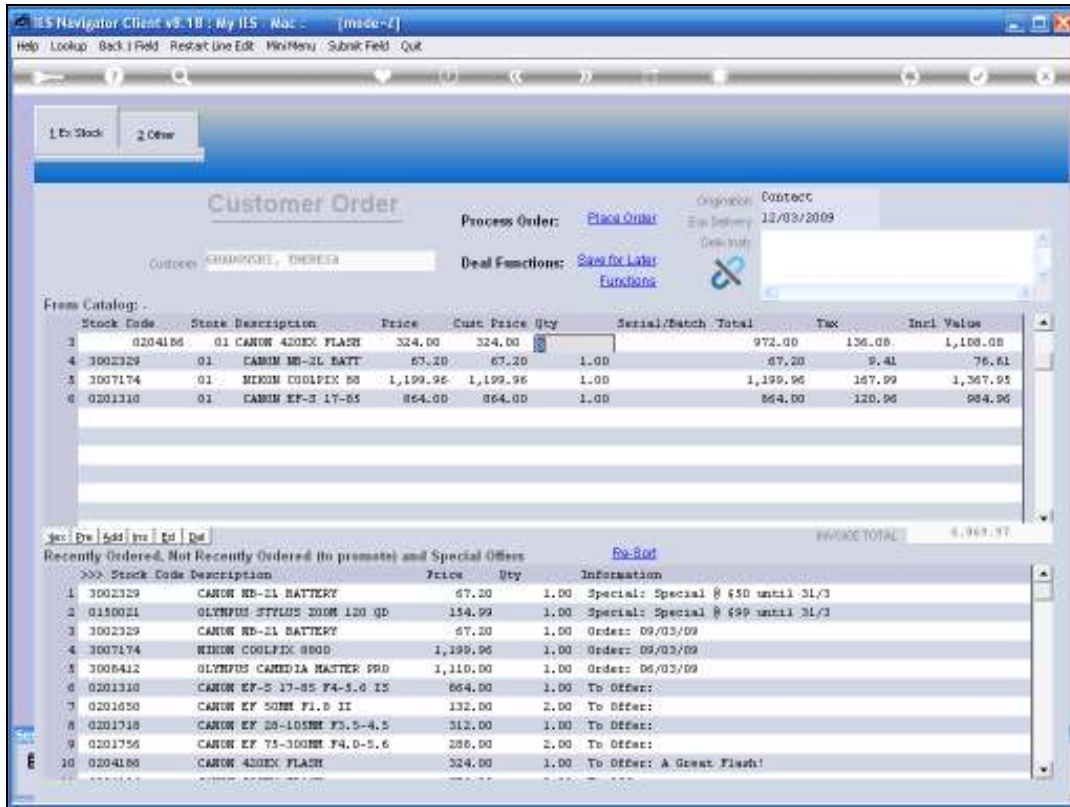 IES Navigator Client v8.18 : My IES - Mac :     [mode-Z]
Help Lookup Back 1 Field Restart Line Edit MiniMenu Submit Field Quit
1 Ex Stock 2 Other
Customer Order
Process Order: Place Order
Origination Contact
12/03/2009
Customer , THERESA
Deal Functions: Save for Later
Functions
From Catalog: .
Stock Code Store Description Price Cust Price Qty Serial/Batch Total Tax Incl Value
3 0204186 01 CANON 420EX FLASH 324.00 324.00 972.00 136.08 1,108.08
4 3002329 01 CANON NB-2L BATT 67.20 67.20 1.00 67.20 9.41 76.61
5 3007174 01 NIKON COOLPIX 88 1,199.96 1,199.96 1.00 1,199.96 167.99 1,367.95
6 0201310 01 CANON EF-S 17-85 864.00 864.00 1.00 864.00 120.96 984.96
Pre Add Ins Ed Del
INVOICE TOTAL
Recently Ordered, Not Recently Ordered (to promote) and Special Offers Re-Sort
>>> Stock Code Description Price Qty Information
1 3002329 CANON NB-2L BATTERY 67.20 1.00 Special: Special @ $50 until 31/3
2 0150021 OLYMPUS STYLUS ZOOM 120 QD 154.99 1.00 Special: Special @ $99 until 31/3
3 3002329 CANON NB-2L BATTERY 67.20 1.00 Order: 09/03/09
4 3007174 NIKON COOLPIX 8800 1,199.96 1.00 Order: 09/03/09
5 3008412 OLYMPUS CAMEDIA MASTER PRO 1,110.00 1.00 Order: 06/03/09
6 0201310 CANON EF-S 17-85 F4-5.6 IS 864.00 1.00 To Offer:
7 0201650 CANON EF 50MM F1.8 II 132.00 2.00 To Offer:
8 0201718 CANON EF 28-105MM F3.5-4.5 312.00 1.00 To Offer:
9 0201756 CANON EF 75-300MM F4.0-5.6 288.00 2.00 To Offer:
10 0204186 CANON 420EX FLASH 324.00 1.00 To Offer: A Great Flash!